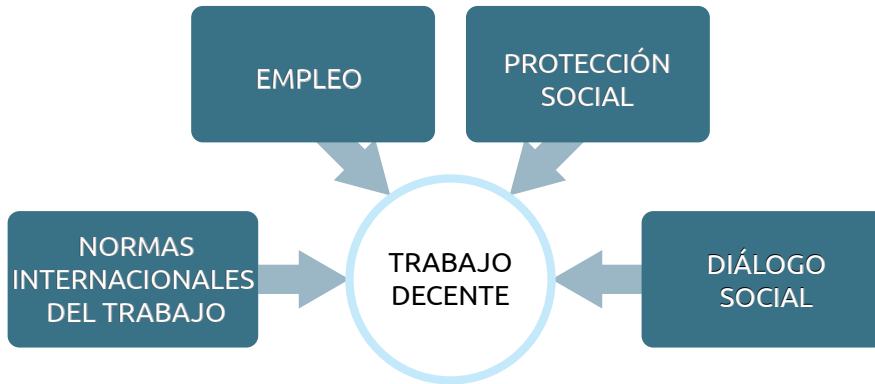 EMPLEO
PROTECCIÓN
SOCIAL
NORMAS
INTERNACIONALES
DEL TRABAJO
TRABAJO
DECENTE
DIÁLOGO
SOCIAL